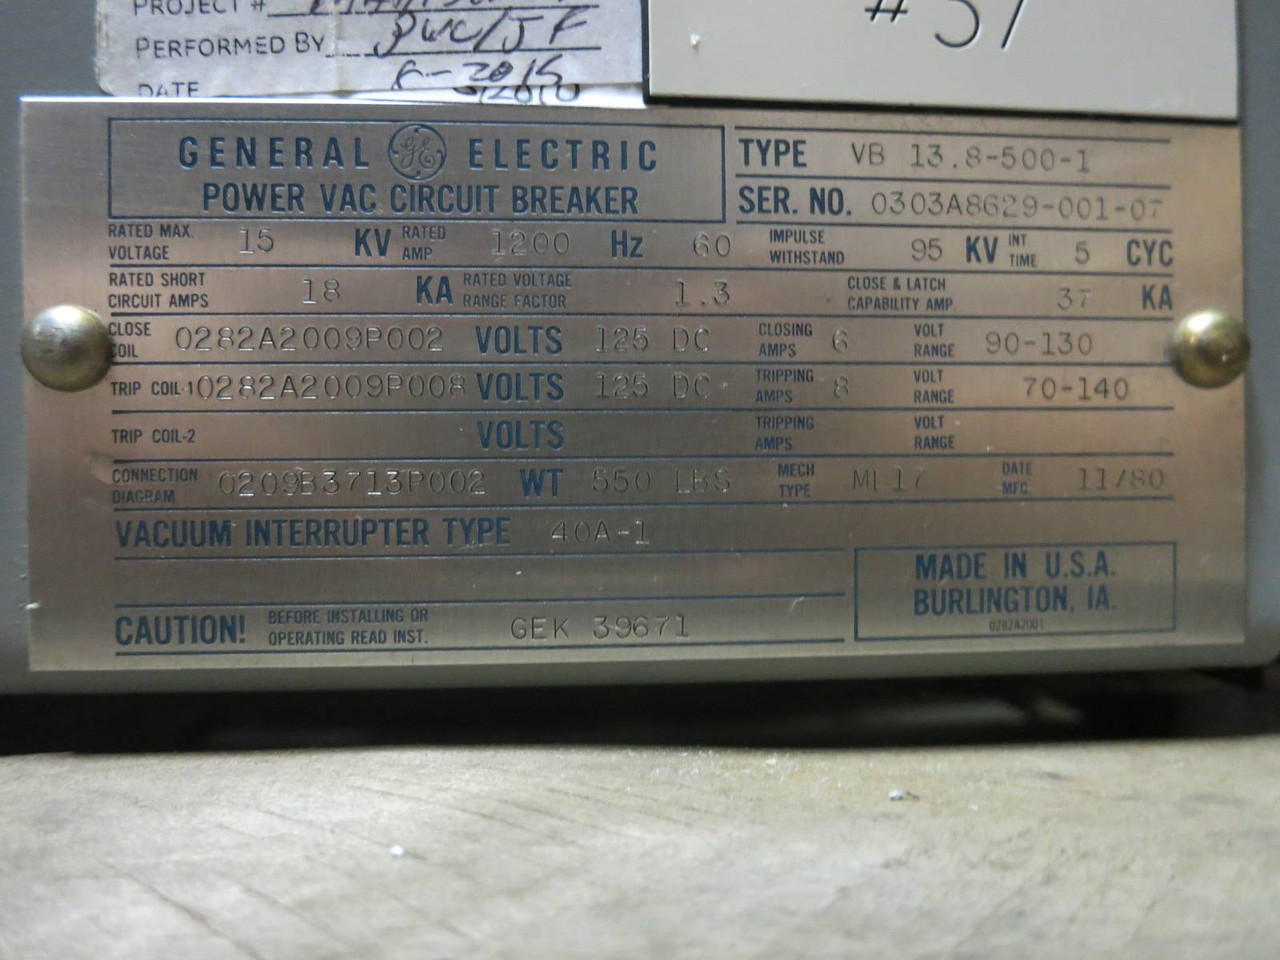 PROJECT #
PERFORMED BY
DATE
#37
GENERAL GE ELECTRIC
POWER VAC CIRCUIT BREAKER
TYPE VB 13.8-500-1
SER. NO. 0303A8629-001-07
RATED MAX. VOLTAGE 15 KV RATED AMP 1200 Hz 60 IMPULSE WITHSTAND 95 KV INT TIME 5 CYC
RATED SHORT CIRCUIT AMPS 18 KA RATED VOLTAGE RANGE FACTOR 1.3 CLOSE & LATCH CAPABILITY AMP. 37 KA
CLOSE COIL 0282A2009P002 VOLTS 125 DC CLOSING AMPS 6 VOLT RANGE 90-130
TRIP COIL-1 0282A2009P008 VOLTS 125 DC TRIPPING AMPS 8 VOLT RANGE 70-140
TRIP COIL-2 VOLTS TRIPPING AMPS VOLT RANGE
CONNECTION DIAGRAM 0209B3713P002 WT 550 LBS MECH TYPE ML17 DATE MFG. 11/80
VACUUM INTERRUPTER TYPE 40A-1
CAUTION! BEFORE INSTALLING OR OPERATING READ INST. GEK 39671
MADE IN U.S.A.
BURLINGTON, IA.
0282A2001